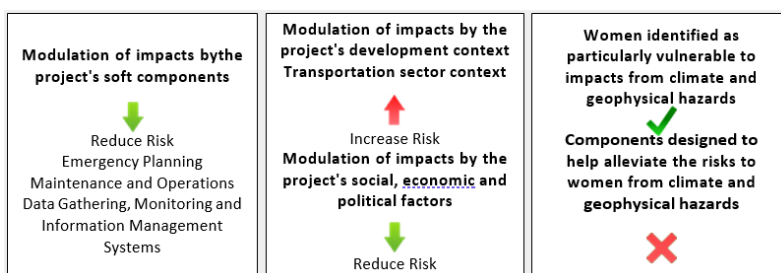 Modulation of impacts bythe
project's soft components
Reduce Risk
Emergency Planning
Maintenance and Operations
Data Gathering, Monitoring and
Information Management
Systems
Modulation of impacts by the
project's development context
Transportation sector context
Increase Risk
Modulation of impacts by the
project's social, economic and
political factors
Reduce Risk
Women identified as
particularly vulnerable to
impacts from climate and
geophysical hazards
Components designed to
help alleviate the risks to
women from climate and
geophysical hazards